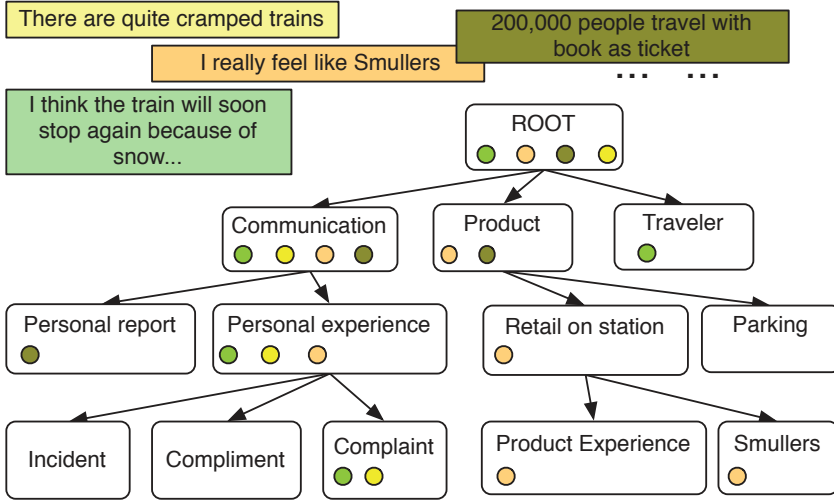 There are quite cramped trains
200,000 people travel with
book as ticket
I really feel like Smullers
... ...
I think the train will soon
stop again because of
snow...
ROOT
Communication
Product
Traveler
Personal report
Personal experience
Retail on station
Parking
Incident
Compliment
Complaint
Product Experience
Smullers